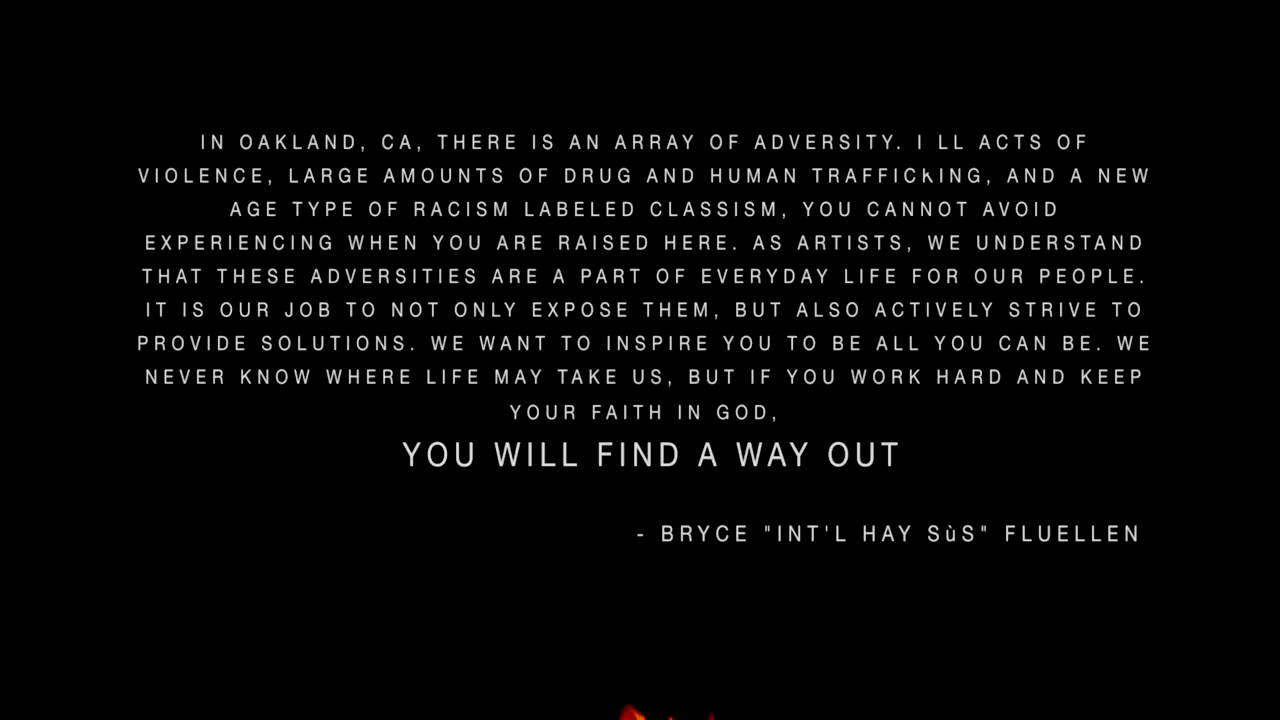 IN OAKLAND, CA, THERE IS AN ARRAY OF ADVERSITY. I LL ACTS OF
VIOLENCE, LARGE AMOUNTS OF DRUG AND HUMAN TRAFFICKING, AND A NEW
AGE TYPE OF RACISM LABELED CLASSISM, YOU CANNOT AVOID
EXPERIENCING WHEN YOU ARE RAISED HERE. AS ARTISTS, WE UNDERSTAND
THAT THESE ADVERSITIES ARE A PART OF EVERYDAY LIFE FOR OUR PEOPLE.
IT IS OUR JOB TO NOT ONLY EXPOSE THEM, BUT ALSO ACTIVELY STRIVE TO
PROVIDE SOLUTIONS. WE WANT TO INSPIRE YOU TO BE ALL YOU CAN BE. WE
NEVER KNOW WHERE LIFE MAY TAKE US, BUT IF YOU WORK HARD AND KEEP
YOUR FAITH IN GOD,
YOU WILL FIND A WAY OUT
- BRYCE "INT'L HAY SùS" FLUELLEN